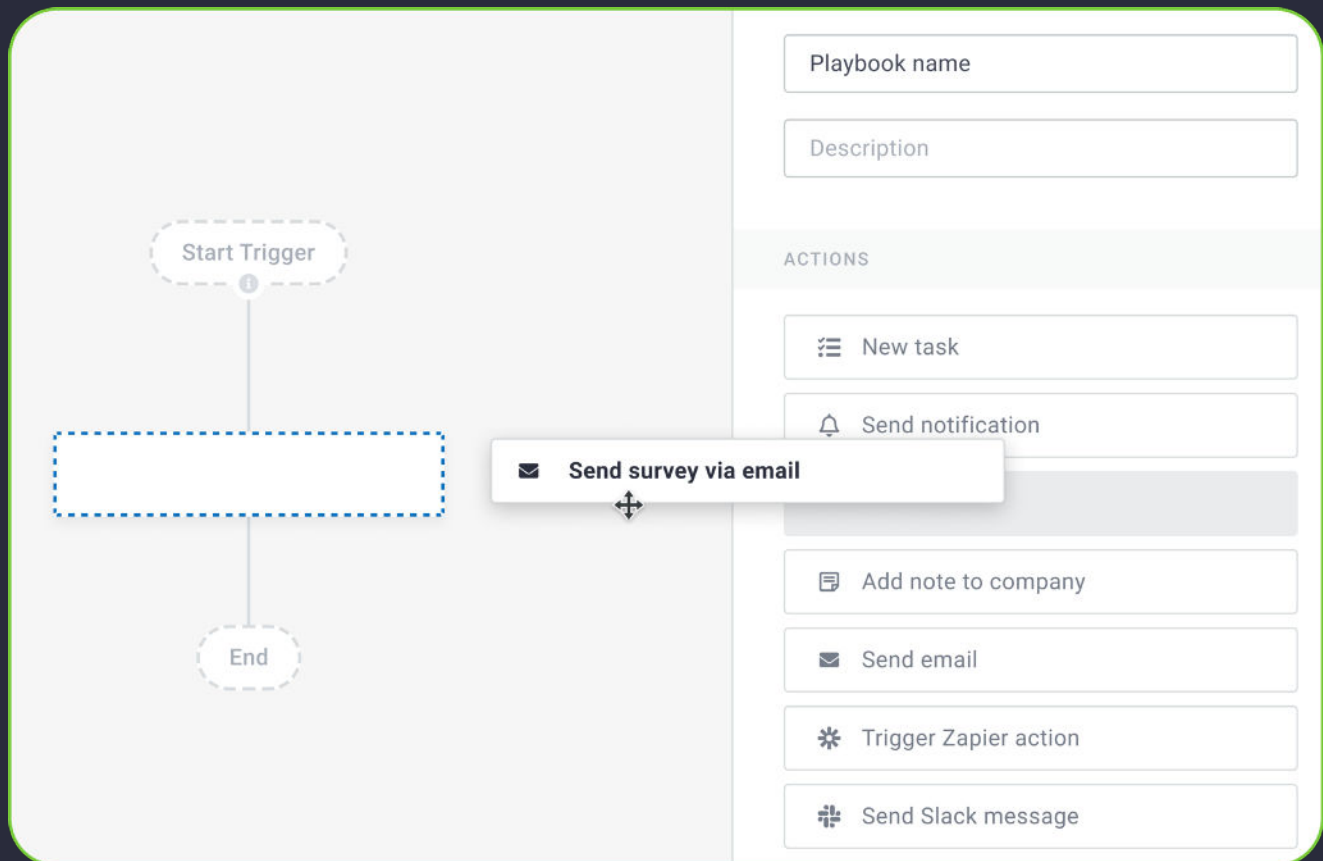 Playbook name
Description
Start Trigger
ACTIONS
New task
Send notification
Send survey via email
Add note to company
End
Send email
Trigger Zapier action
Send Slack message